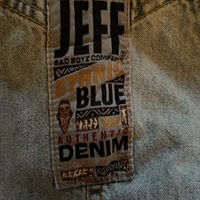 JEFF
BAD BOYZ COMPANY
BLUE
AUTHENTIC
DENIM